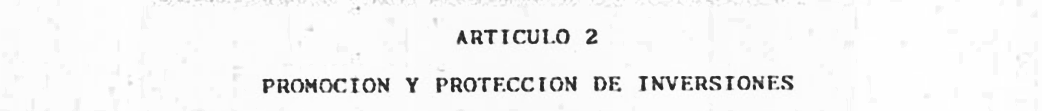 ARTICULO 2
PROMOCION Y PROTECCION DE INVERSIONES